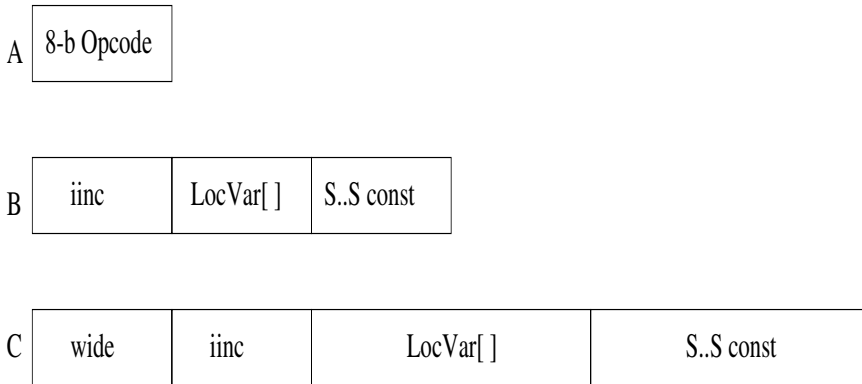 A 8-b Opcode
B iinc LocVar[ ] S..S const
C wide iinc LocVar[ ] S..S const